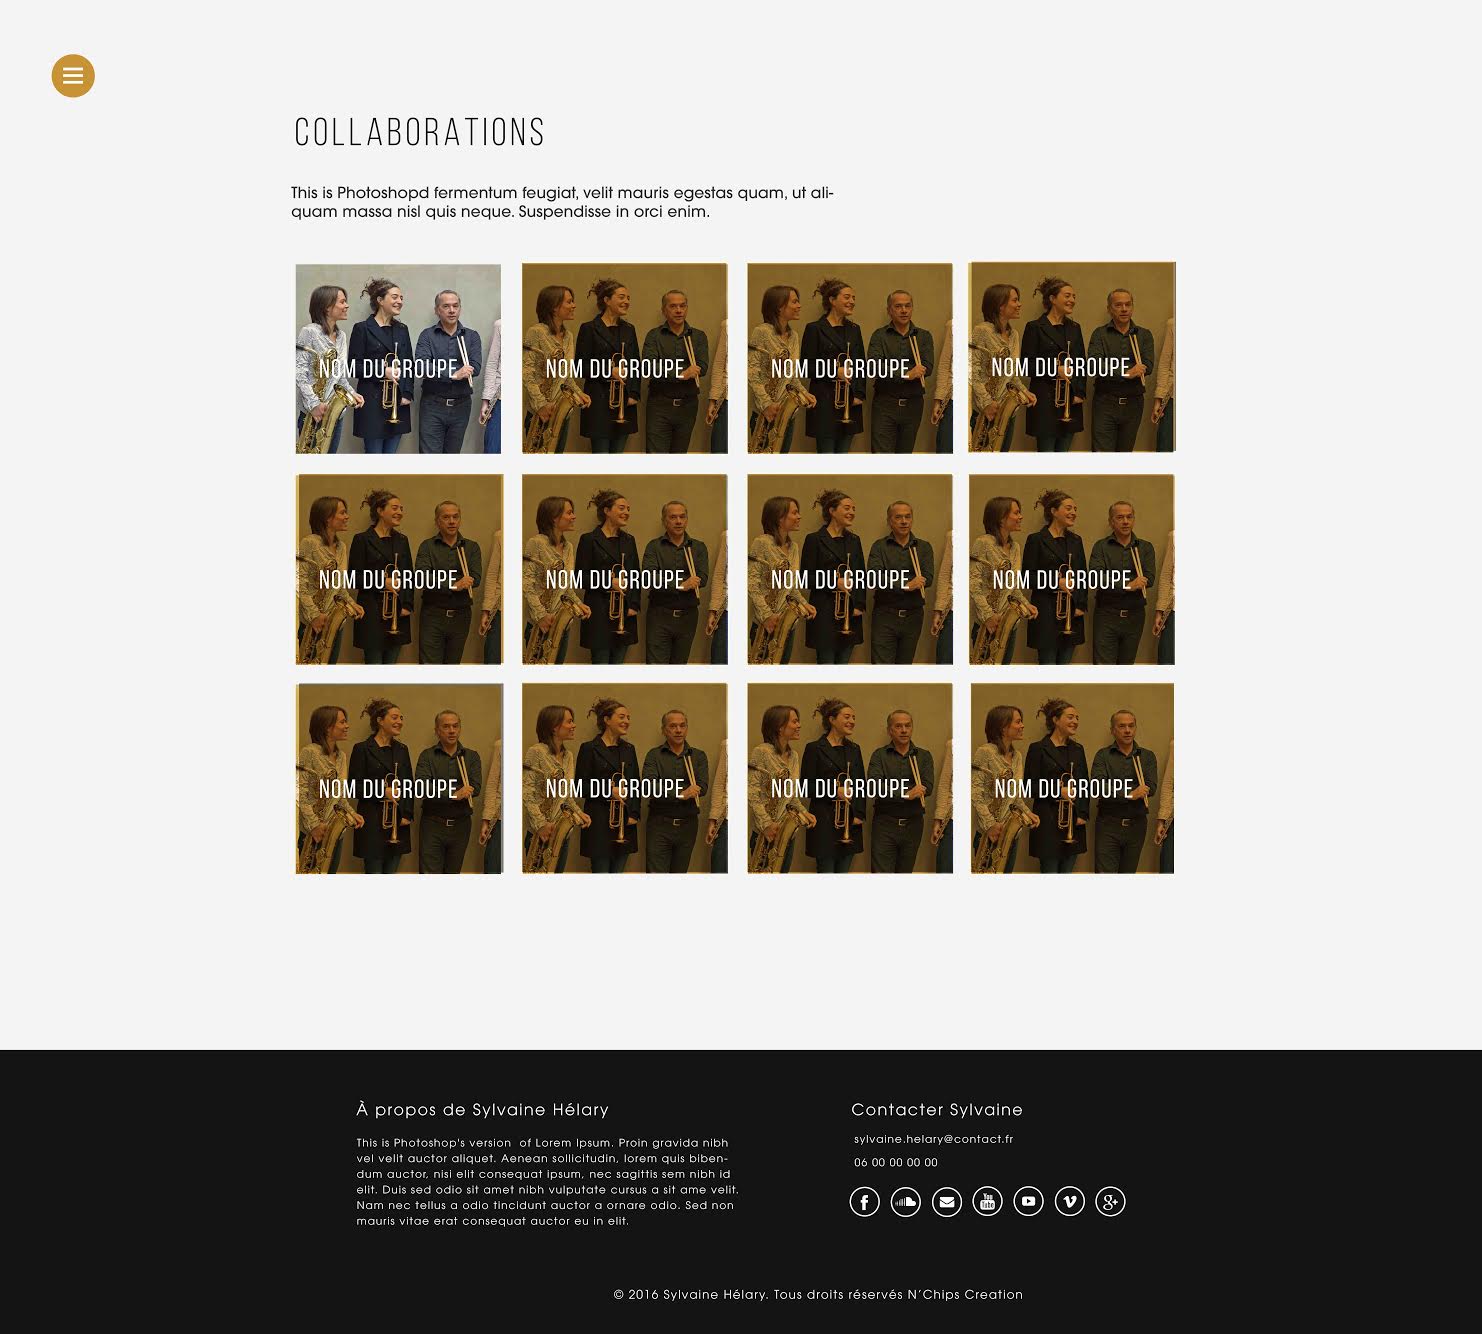 COLLABORATIONS
This is Photoshopd fermentum feugiat, velit mauris egestas quam, ut ali-
quam massa nisl quis neque. Suspendisse in orci enim.
NOM DU GROUPE
NOM DU GROUPE
NOM DU GROUPE
NOM DU GROUPE
NOM DU GROUPE
NOM DU GROUPE
NOM DU GROUPE
NOM DU GROUPE
NOM DU GROUPE
NOM DU GROUPE
NOM DU GROUPE
NOM DU GROUPE
À propos de Sylvaine Hélary
This is Photoshop's version of Lorem Ipsum. Proin gravida nibh
vel velit auctor aliquet. Aenean sollicitudin, lorem quis biben-
dum auctor, nisi elit consequat ipsum, nec sagittis sem nibh id
elit. Duis sed odio sit amet nibh vulputate cursus a sit ame velit.
Nam nec tellus a odio tincidunt auctor a ornare odio. Sed non
mauris vitae erat consequat auctor eu in elit.
Contacter Sylvaine
sylvaine.helary@contact.fr
06 00 00 00 00
You
Tube
© 2016 Sylvaine Hélary. Tous droits réservés N’Chips Creation